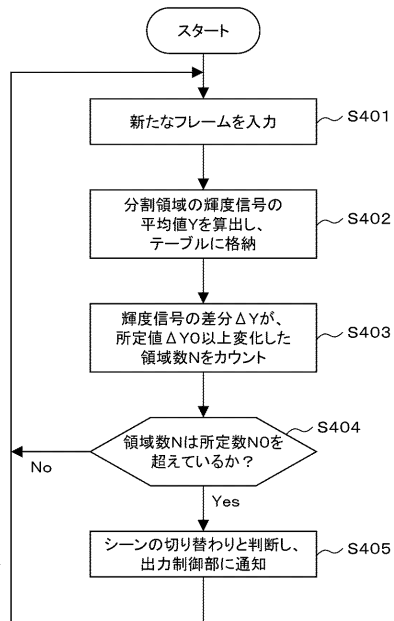 スタート
新たなフレームを入力
S401
分割領域の輝度信号の
平均値Yを算出し、
テーブルに格納
S402
輝度信号の差分ΔYが、
所定値ΔY0以上変化した
領域数Nをカウント
S403
領域数Nは所定数N0を
超えているか？
S404
No
Yes
シーンの切り替わりと判断し、
出力制御部に通知
S405